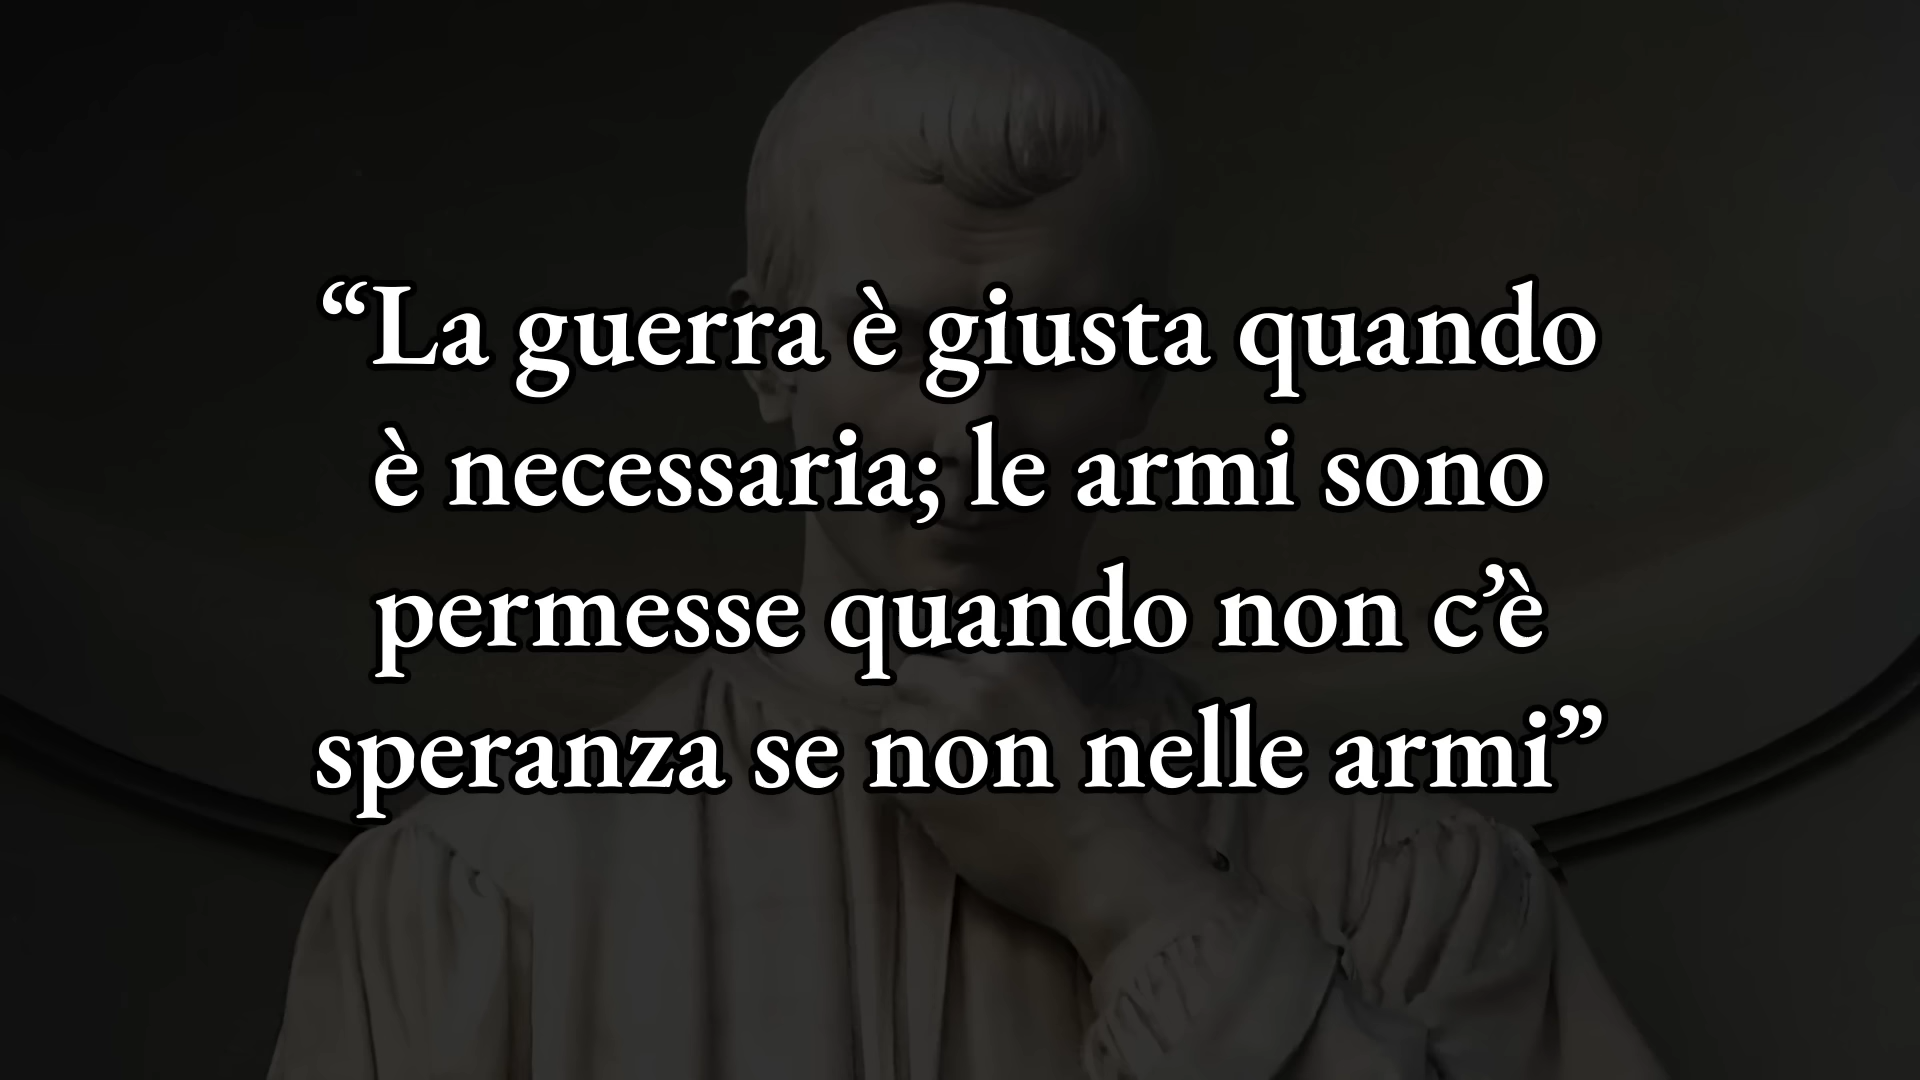 “La guerra è giusta quando
è necessaria; le armi sono
permesse quando non c’è
speranza se non nelle armi”